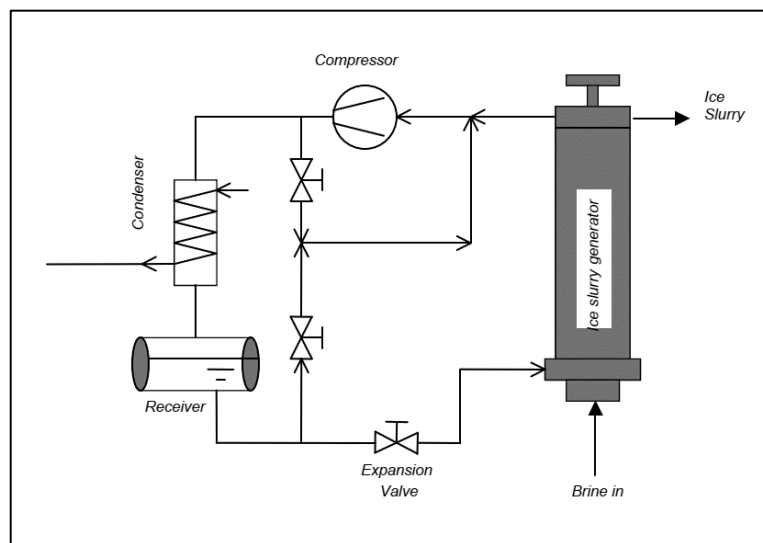 Compressor
Ice
Slurry
Condenser
Ice slurry generator
Receiver
Expansion
Valve
Brine in